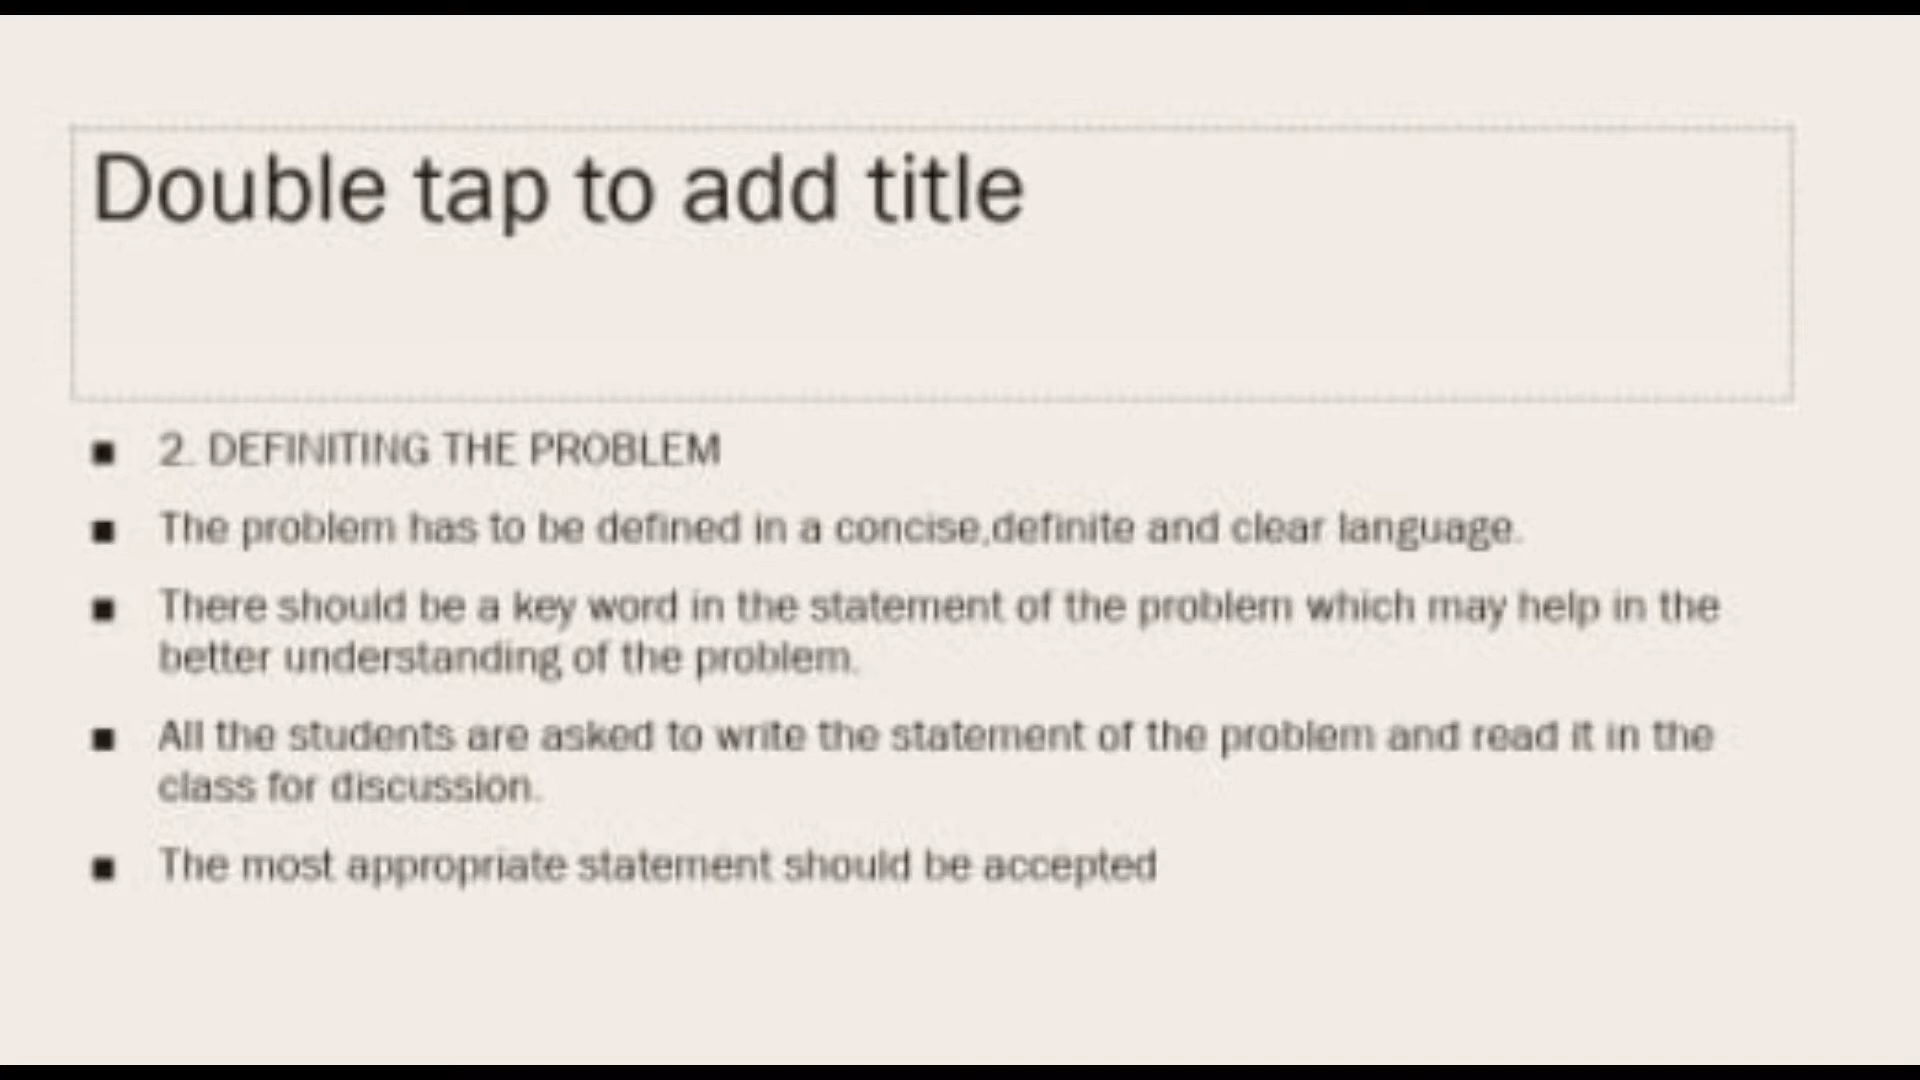 Double tap to add title
■ 2. DEFINITING THE PROBLEM
■ The problem has to be defined in a concise,definite and clear language.
■ There should be a key word in the statement of the problem which may help in the
better understanding of the problem.
■ All the students are asked to write the statement of the problem and read it in the
class for discussion.
■ The most appropriate statement should be accepted